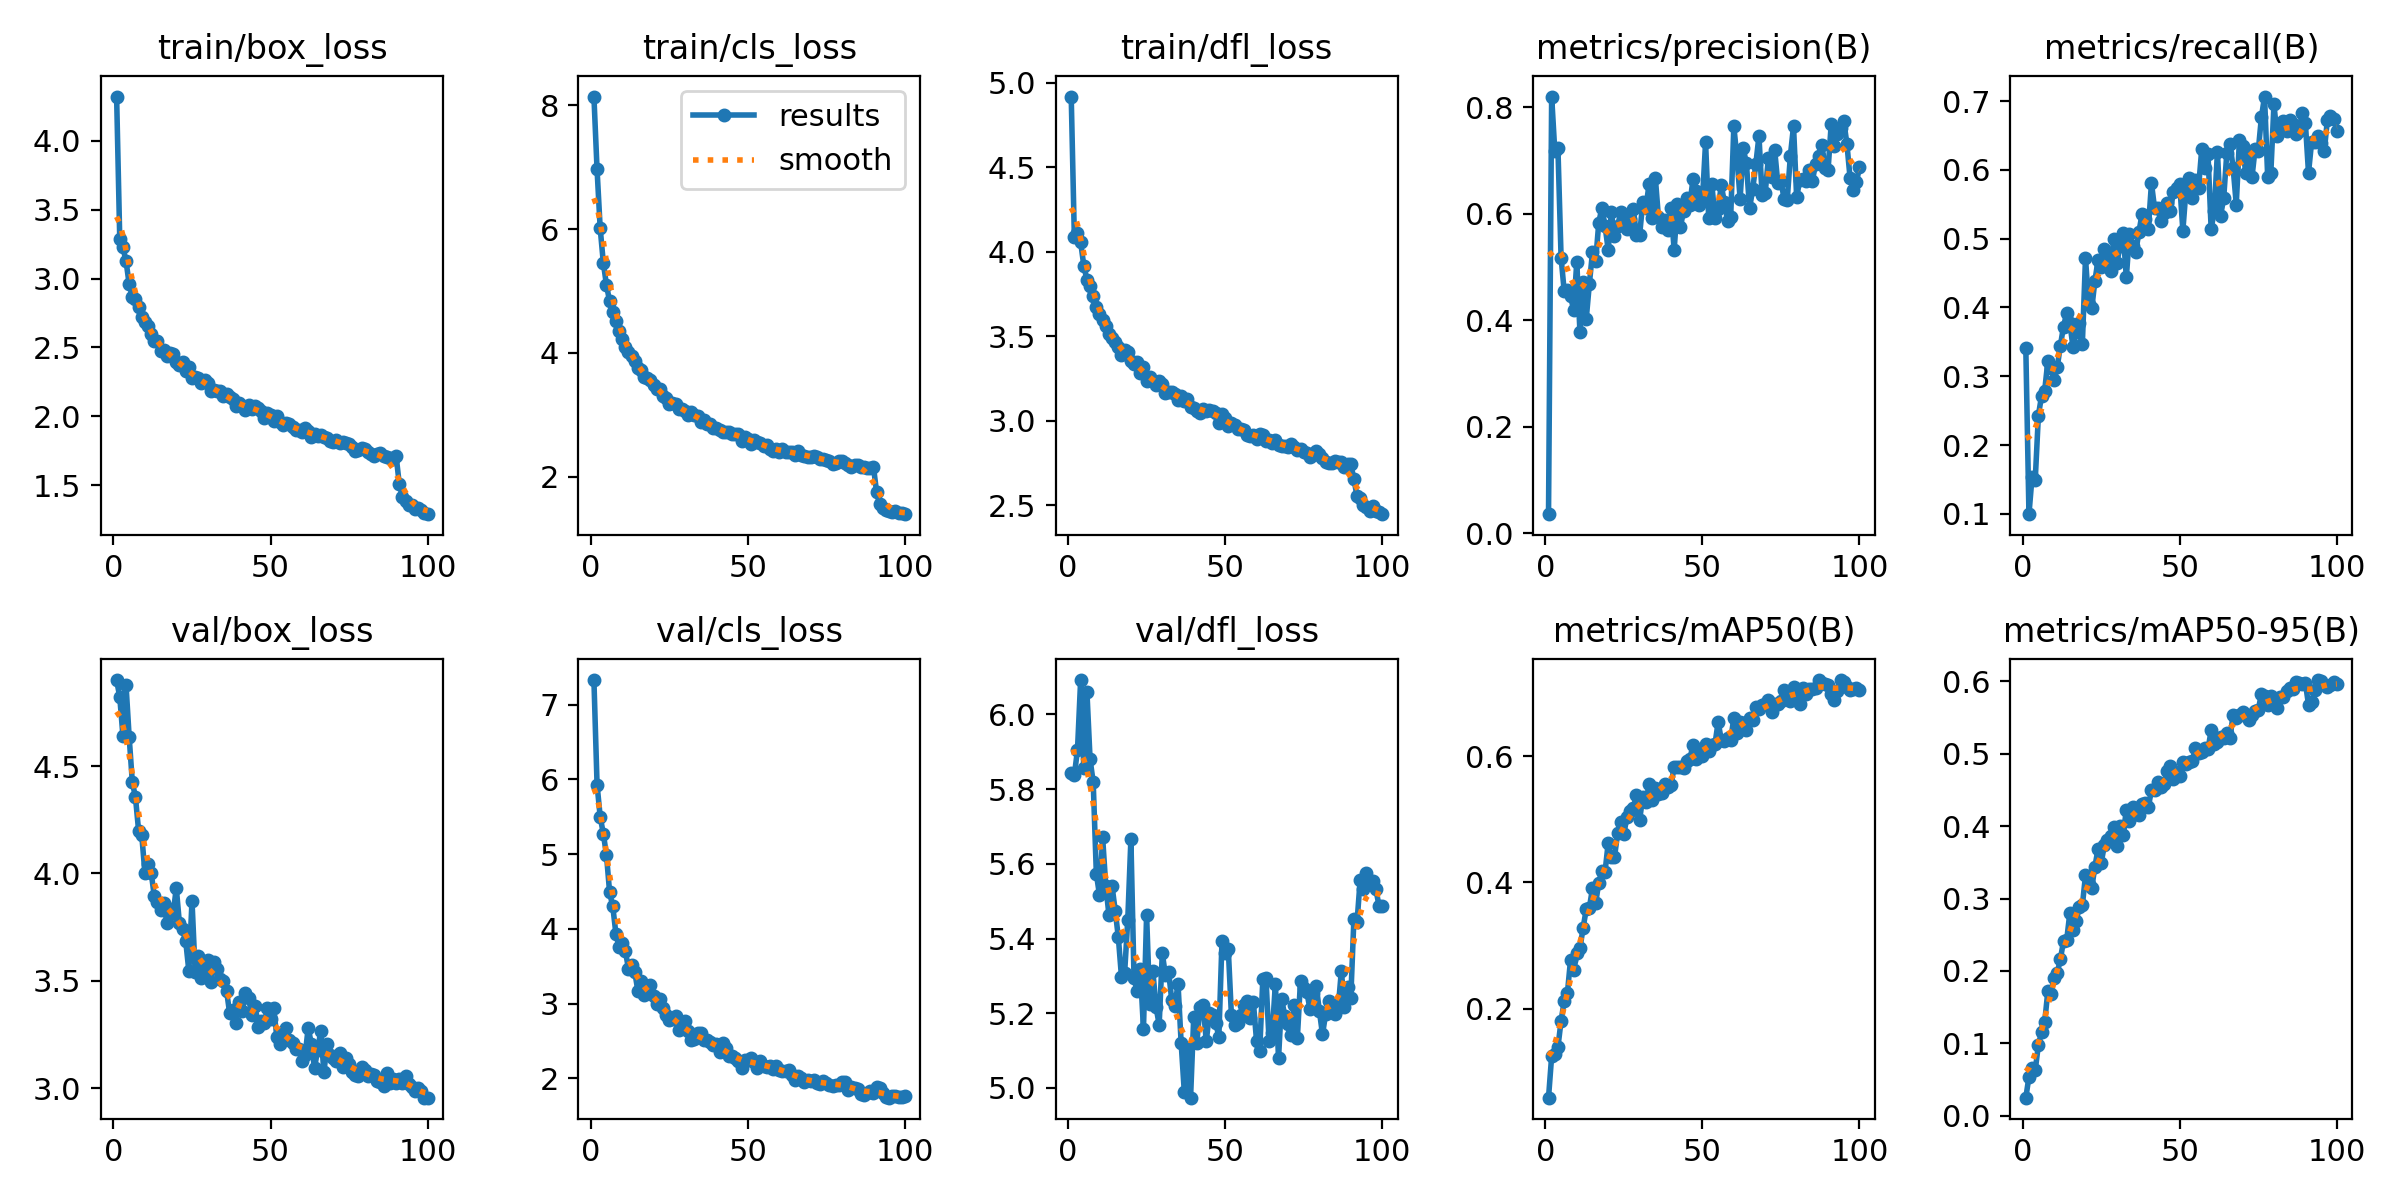 train/box_loss
4.0
3.5
3.0
2.5
2.0
1.5
0 50 100
train/cls_loss
results
smooth
8
6
4
2
0 50 100
train/dfl_loss
5.0
4.5
4.0
3.5
3.0
2.5
0 50 100
metrics/precision(B)
0.8
0.6
0.4
0.2
0.0
0 50 100
metrics/recall(B)
0.7
0.6
0.5
0.4
0.3
0.2
0.1
0 50 100
val/box_loss
4.5
4.0
3.5
3.0
0 50 100
val/cls_loss
7
6
5
4
3
2
0 50 100
val/dfl_loss
6.0
5.8
5.6
5.4
5.2
5.0
0 50 100
metrics/mAP50(B)
0.6
0.4
0.2
0 50 100
metrics/mAP50-95(B)
0.6
0.5
0.4
0.3
0.2
0.1
0.0
0 50 100